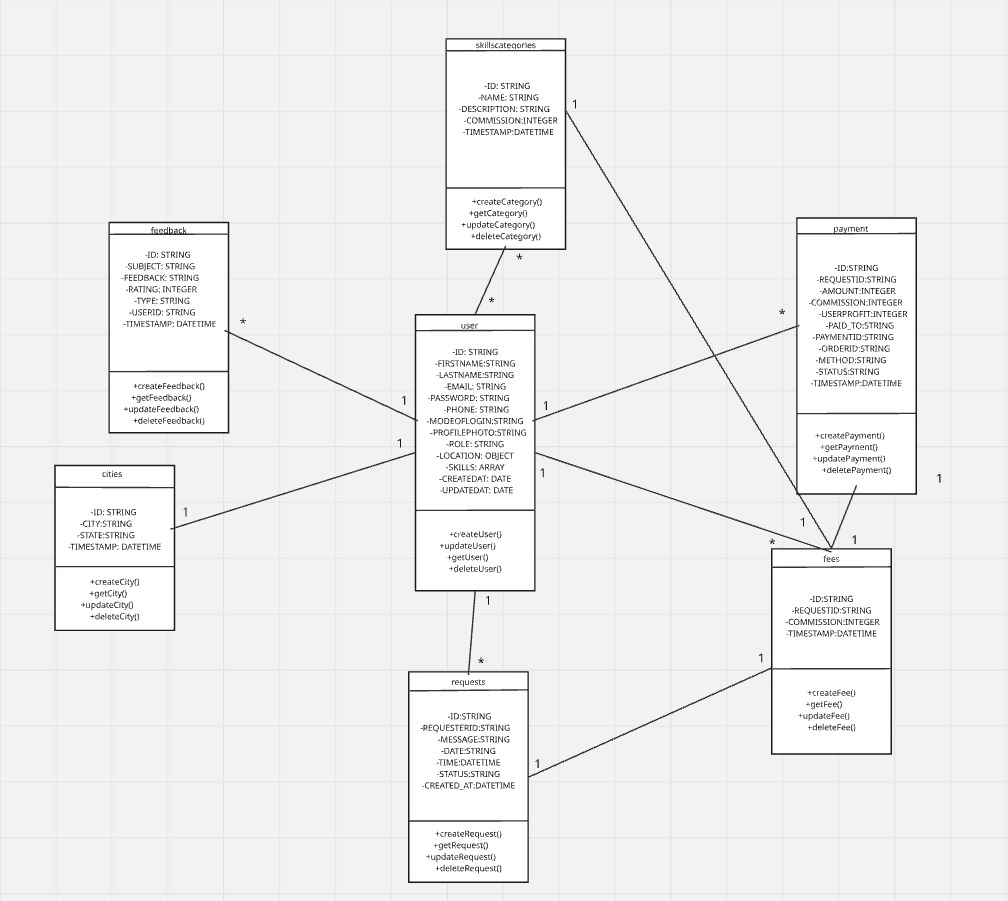 skillscategories
-ID: STRING
-NAME: STRING
-DESCRIPTION: STRING
-COMMISSION:INTEGER
-TIMESTAMP:DATETIME
+createCategory()
+getCategory()
+updateCategory()
+deleteCategory()
1
*
*
feedback
-ID: STRING
-SUBJECT: STRING
-FEEDBACK: STRING
-RATING: INTEGER
-TYPE: STRING
-USERID: STRING
-TIMESTAMP: DATETIME
+createFeedback()
+getFeedback()
+updateFeedback()
+deleteFeedback()
*
1
payment
-ID:STRING
-REQUESTID:STRING
-AMOUNT:INTEGER
-COMMISSION:INTEGER
-USERPROFIT:INTEGER
-PAID_TO:STRING
-PAYMENTID:STRING
-ORDERID:STRING
-METHOD:STRING
-STATUS:STRING
-TIMESTAMP:DATETIME
+createPayment()
+getPayment()
+updatePayment()
+deletePayment()
*
1
1
user
-ID: STRING
-FIRSTNAME:STRING
-LASTNAME:STRING
-EMAIL: STRING
-PASSWORD: STRING
-PHONE: STRING
-MODEOFLOGIN:STRING
-PROFILEPHOTO:STRING
-ROLE: STRING
-LOCATION: OBJECT
-SKILLS: ARRAY
-CREATEDAT: DATE
-UPDATEDAT: DATE
+createUser()
+updateUser()
+getUser()
+deleteUser()
1
1
1
cities
-ID: STRING
-CITY:STRING
-STATE:STRING
-TIMESTAMP; DATETIME
+createCity()
+getCity()
+updateCity()
+deleteCity()
1
1
1
*
fees
-ID:STRING
-REQUESTID:STRING
-COMMISSION:INTEGER
-TIMESTAMP:DATETIME
+createFee()
+getFee()
+updateFee()
+deleteFee()
1
*
requests
-ID:STRING
-REQUESTERID:STRING
-MESSAGE:STRING
-DATE:STRING
-TIME:DATETIME
-STATUS:STRING
-CREATED_AT:DATETIME
+createRequest()
+getRequest()
+updateRequest()
+deleteRequest()
1